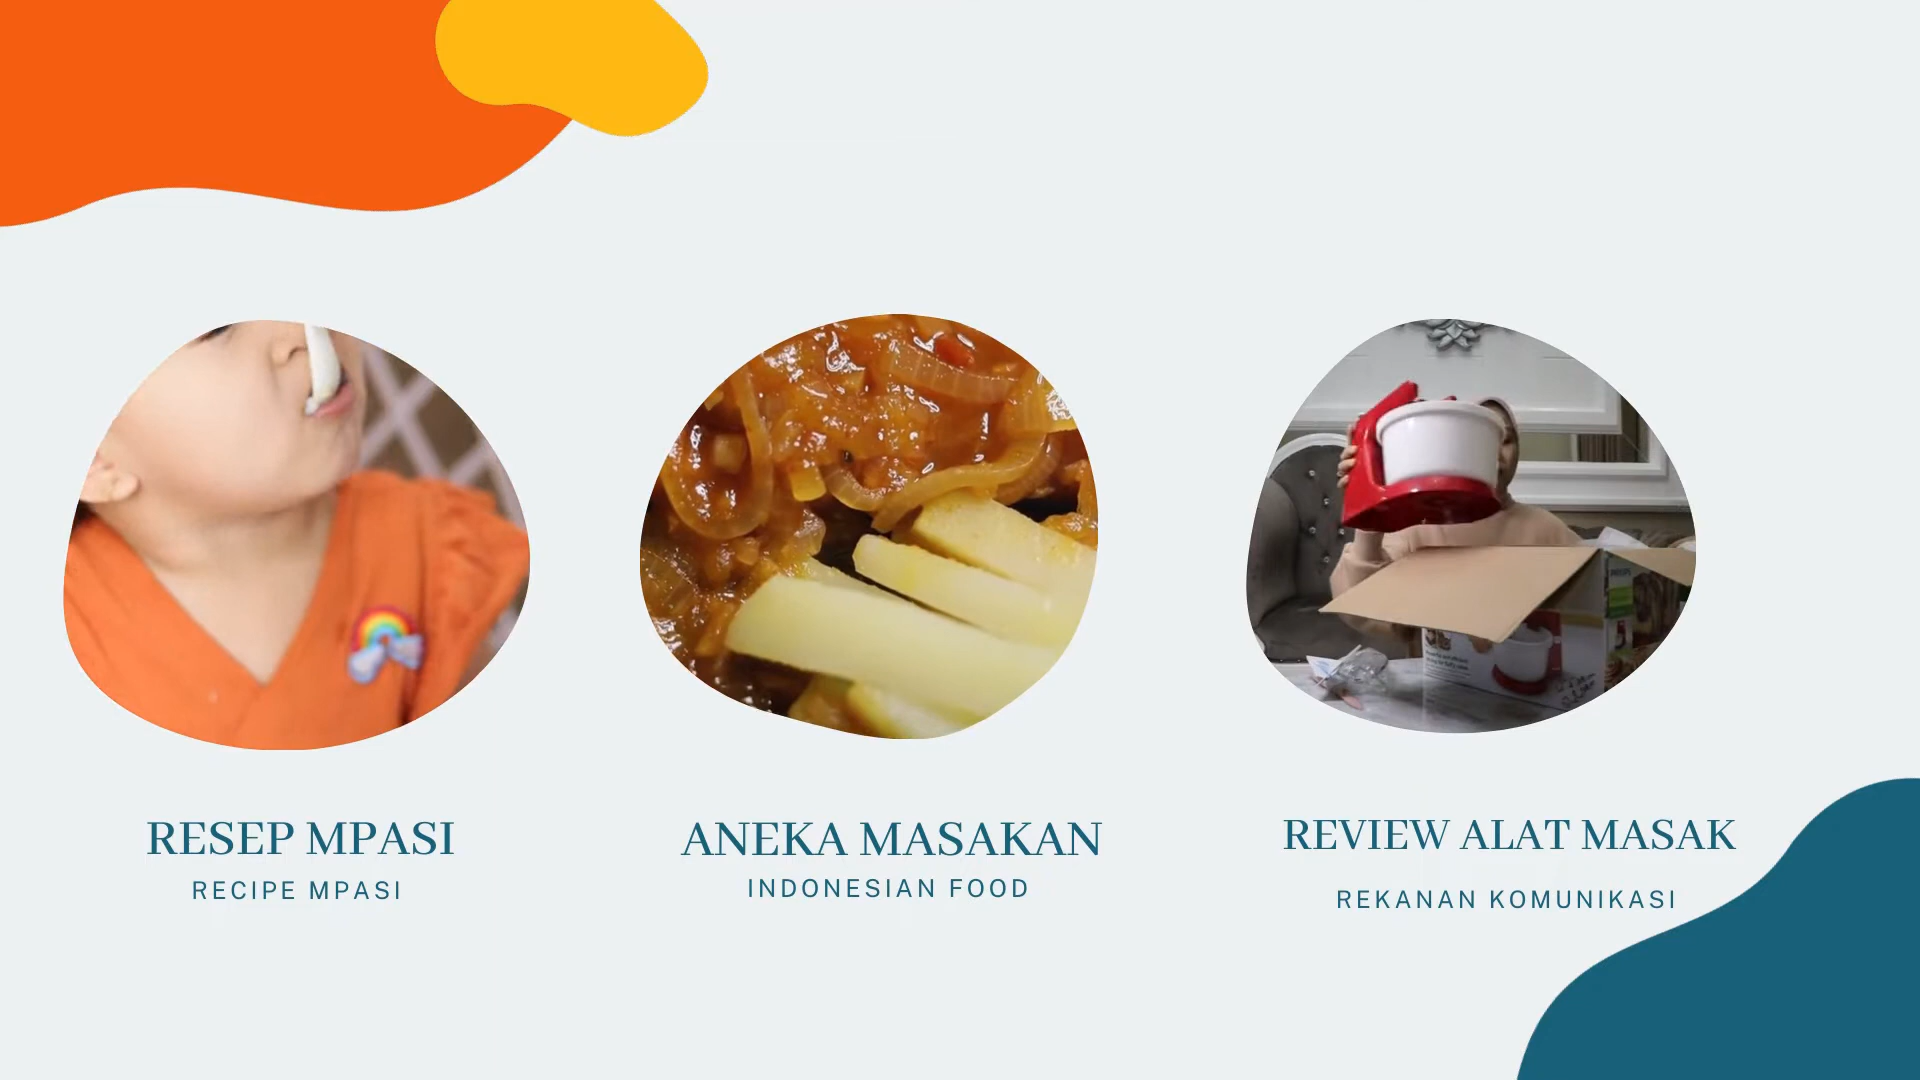 RESEP MPASI
RECIPE MPASI
ANEKA MASAKAN
INDONESIAN FOOD
REVIEW ALAT MASAK
REKANAN KOMUNIKASI